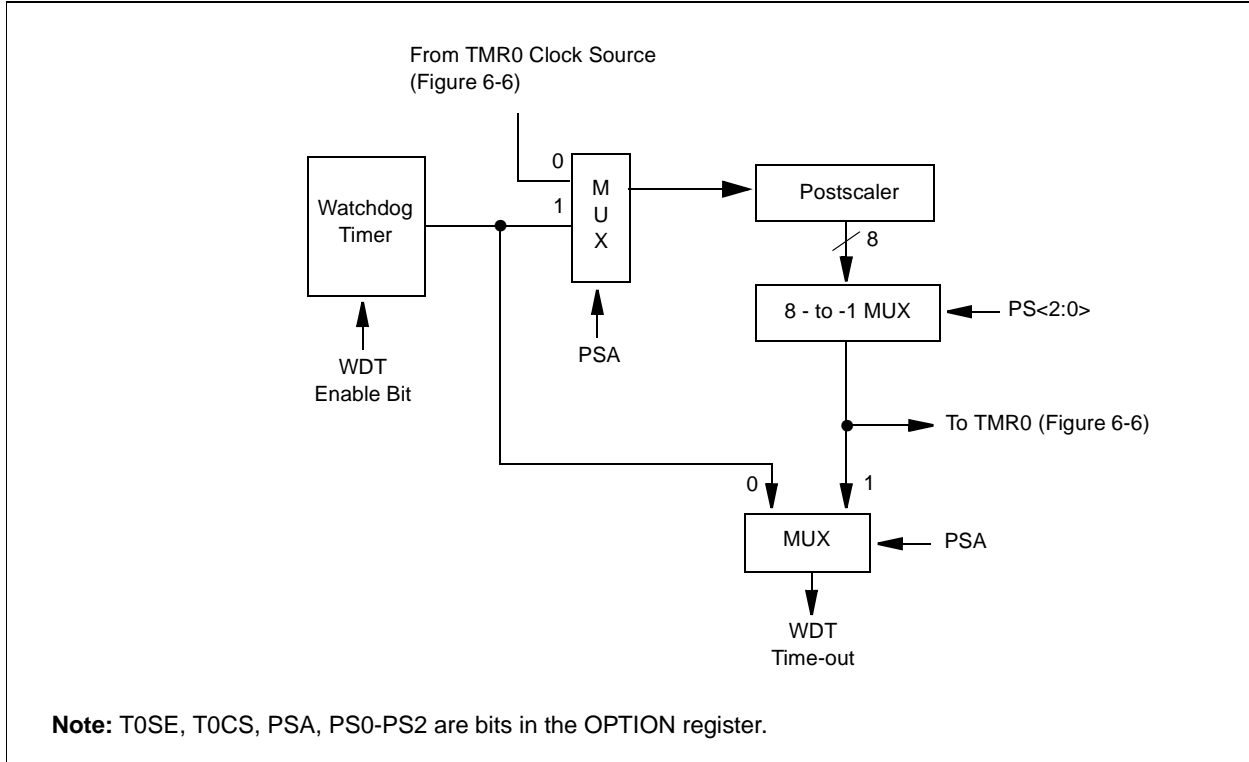 From TMR0 Clock Source
(Figure 6-6)
0
1
M
U
X
Watchdog
Timer
Postscaler
8
8 - to -1 MUX
PS<2:0>
PSA
WDT
Enable Bit
To TMR0 (Figure 6-6)
0
1
MUX
PSA
WDT
Time-out
Note: T0SE, T0CS, PSA, PS0-PS2 are bits in the OPTION register.